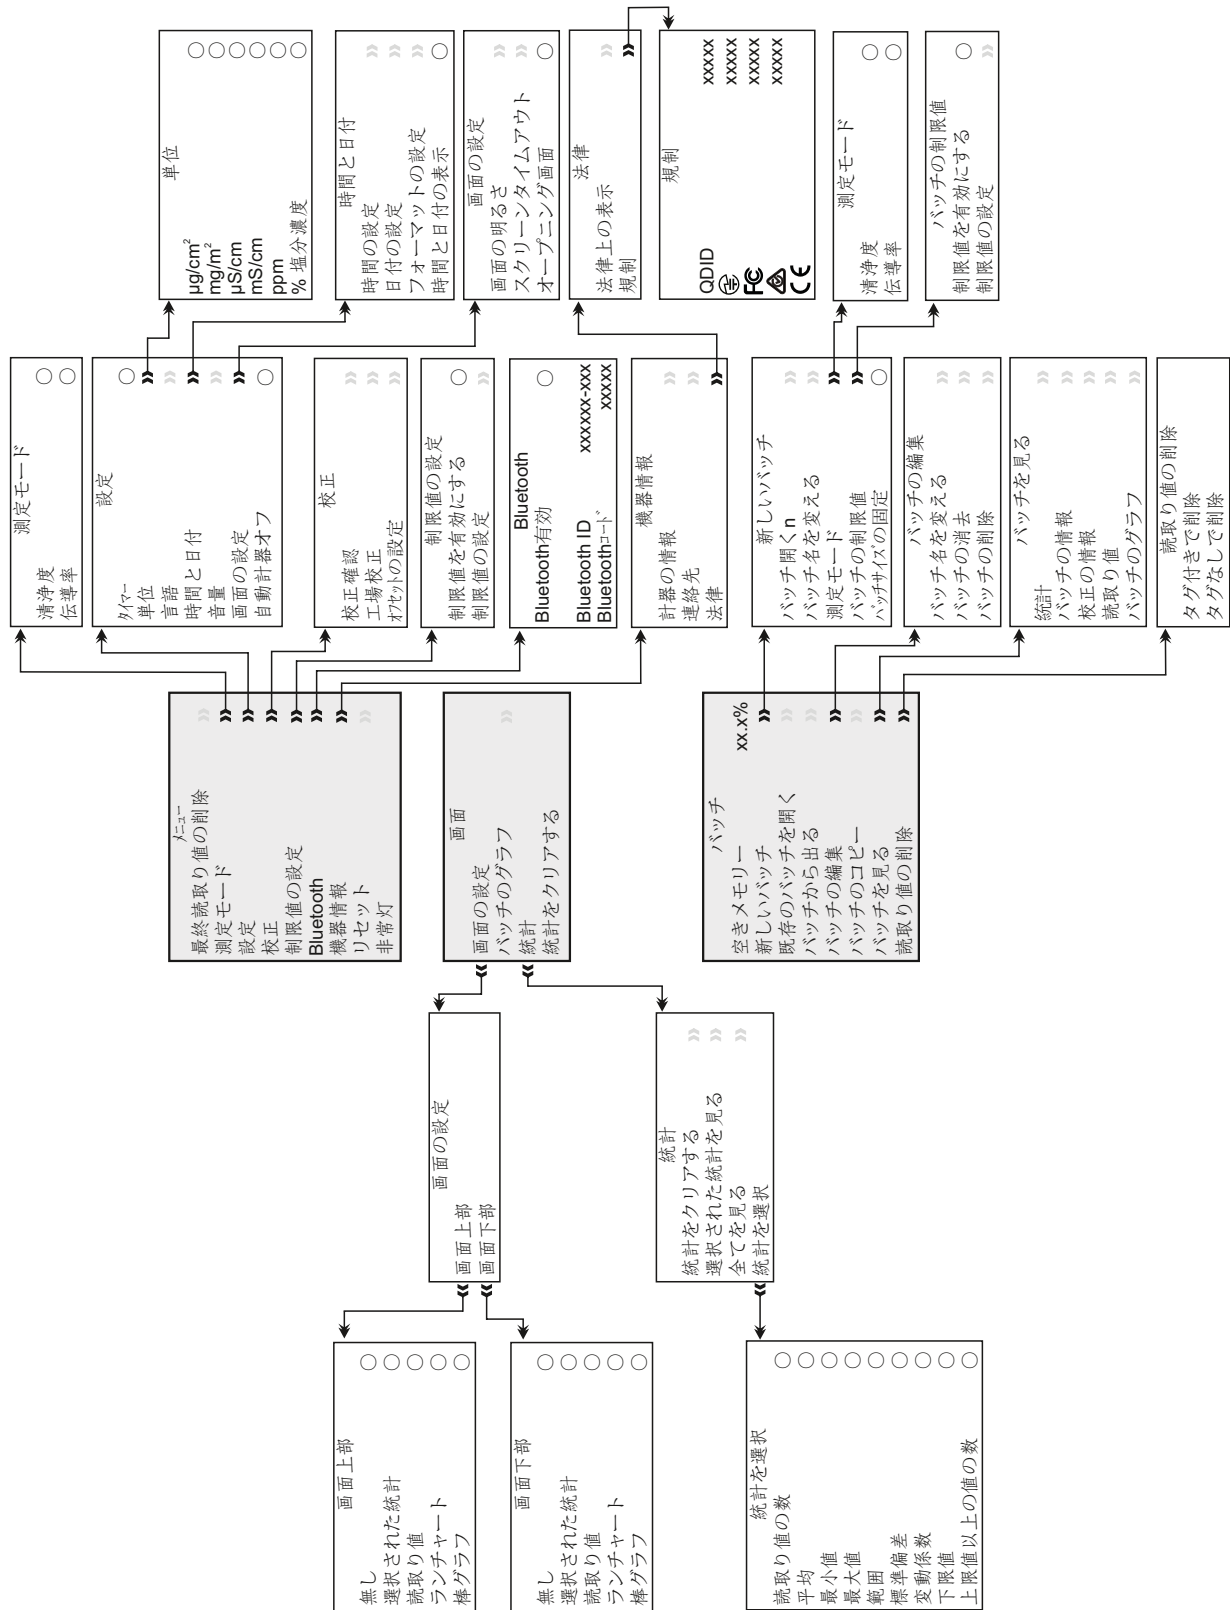 メニュー
最終読取り値の削除
測定モード
設定
校正
制限値の設定
Bluetooth
機器情報
リセット
非常灯
測定モード
清浄度
伝導率
設定
タイマー
単位
言語
時間と日付
音量
画面の設定
自動計器オフ
単位
µg/cm²
mg/m²
µS/cm
mS/cm
ppm
% 塩分濃度
時間と日付
時間の設定
日付の設定
フォーマットの設定
時間と日付の表示
画面の設定
画面の明るさ
スクリーンタイムアウト
オープニング画面
校正
校正確認
工場校正
オフセットの設定
制限値の設定
制限値を有効にする
制限値の設定
Bluetooth
Bluetooth有効
Bluetooth ID xxxxxx-xxx
Bluetoothコード xxxxx
機器情報
計器の情報
連絡先
法律
法律
法律上の表示
規制
規制
QDID xxxxx
xxxxx
FC xxxxx
xxxxx
CE
画面
画面の設定
バッチのグラフ
統計
統計をクリアする
画面の設定
画面上部
画面下部
画面上部
無し
選択された統計
読取り値
ランチャート
棒グラフ
画面下部
無し
選択された統計
読取り値
ランチャート
棒グラフ
統計
統計をクリアする
選択された統計を見る
全てを見る
統計を選択
統計を選択
読取り値の数
平均
最小値
最大値
範囲
標準偏差
変動係数
下限値
上限値以上の値の数
バッチ
空きメモリー xx.x%
新しいバッチ
既存のバッチを開く
バッチから出る
バッチの編集
バッチのコピー
バッチを見る
読取り値の削除
新しいバッチ
バッチ開くn
バッチ名を変える
測定モード
バッチの制限値
バッチサイズの固定
測定モード
清浄度
伝導率
バッチの制限値
制限値を有効にする
制限値の設定
バッチの編集
バッチ名を変える
バッチの消去
バッチの削除
バッチを見る
統計
バッチの情報
校正の情報
読取り値
バッチのグラフ
読取り値の削除
タグ付きで削除
タグなしで削除